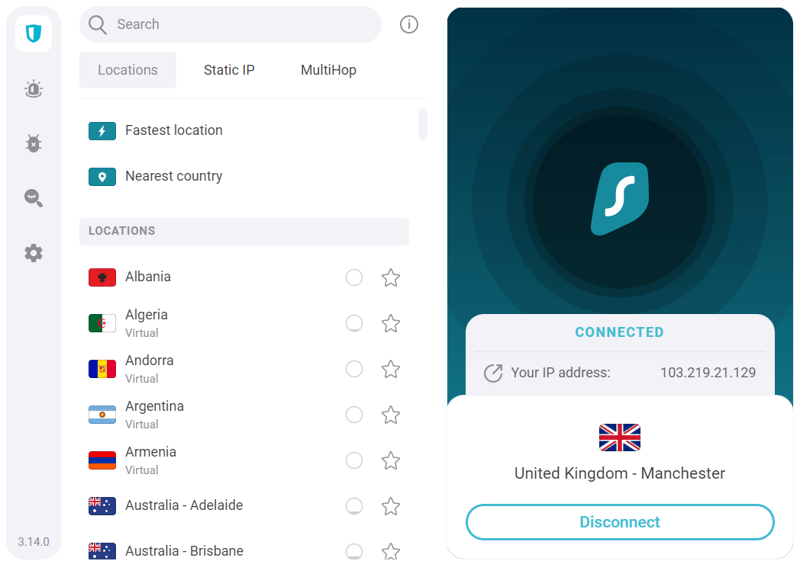 Search
Locations
Static IP
MultiHop
Fastest location
Nearest country
LOCATIONS
Albania
Algeria
Virtual
Andorra
Virtual
Argentina
Virtual
Armenia
Virtual
Australia - Adelaide
Australia - Brisbane
3.14.0
CONNECTED
Your IP address: 103.219.21.129
United Kingdom - Manchester
Disconnect